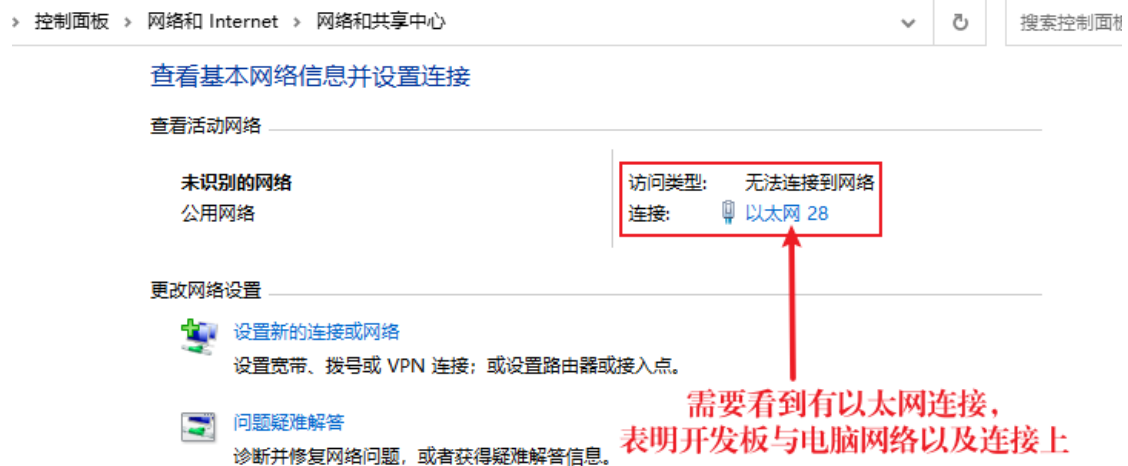 控制面板 › 网络和 Internet › 网络和共享中心
搜索控制面板
查看基本网络信息并设置连接
查看活动网络
未识别的网络
公用网络
访问类型: 无法连接到网络
连接: 以太网 28
更改网络设置
设置新的连接或网络
设置宽带、拨号或 VPN 连接；或设置路由器或接入点。
问题疑难解答
诊断并修复网络问题，或者获得疑难解答信息。
需要看到有以太网连接，
表明开发板与电脑网络以及连接上